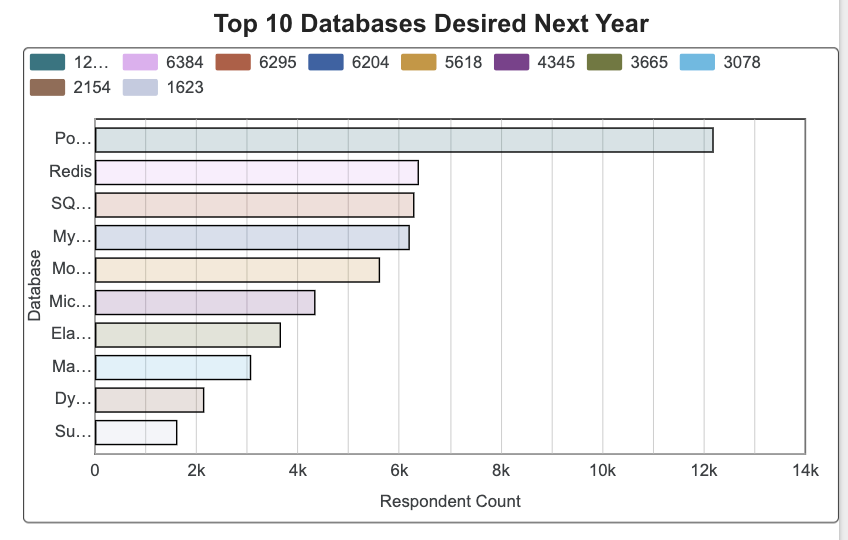 Top 10 Databases Desired Next Year
12… 6384 6295 6204 5618 4345 3665 3078
2154 1623
Database
Po…
Redis
SQ…
My…
Mo…
Mic…
Ela…
Ma…
Dy…
Su…
0 2k 4k 6k 8k 10k 12k 14k
Respondent Count